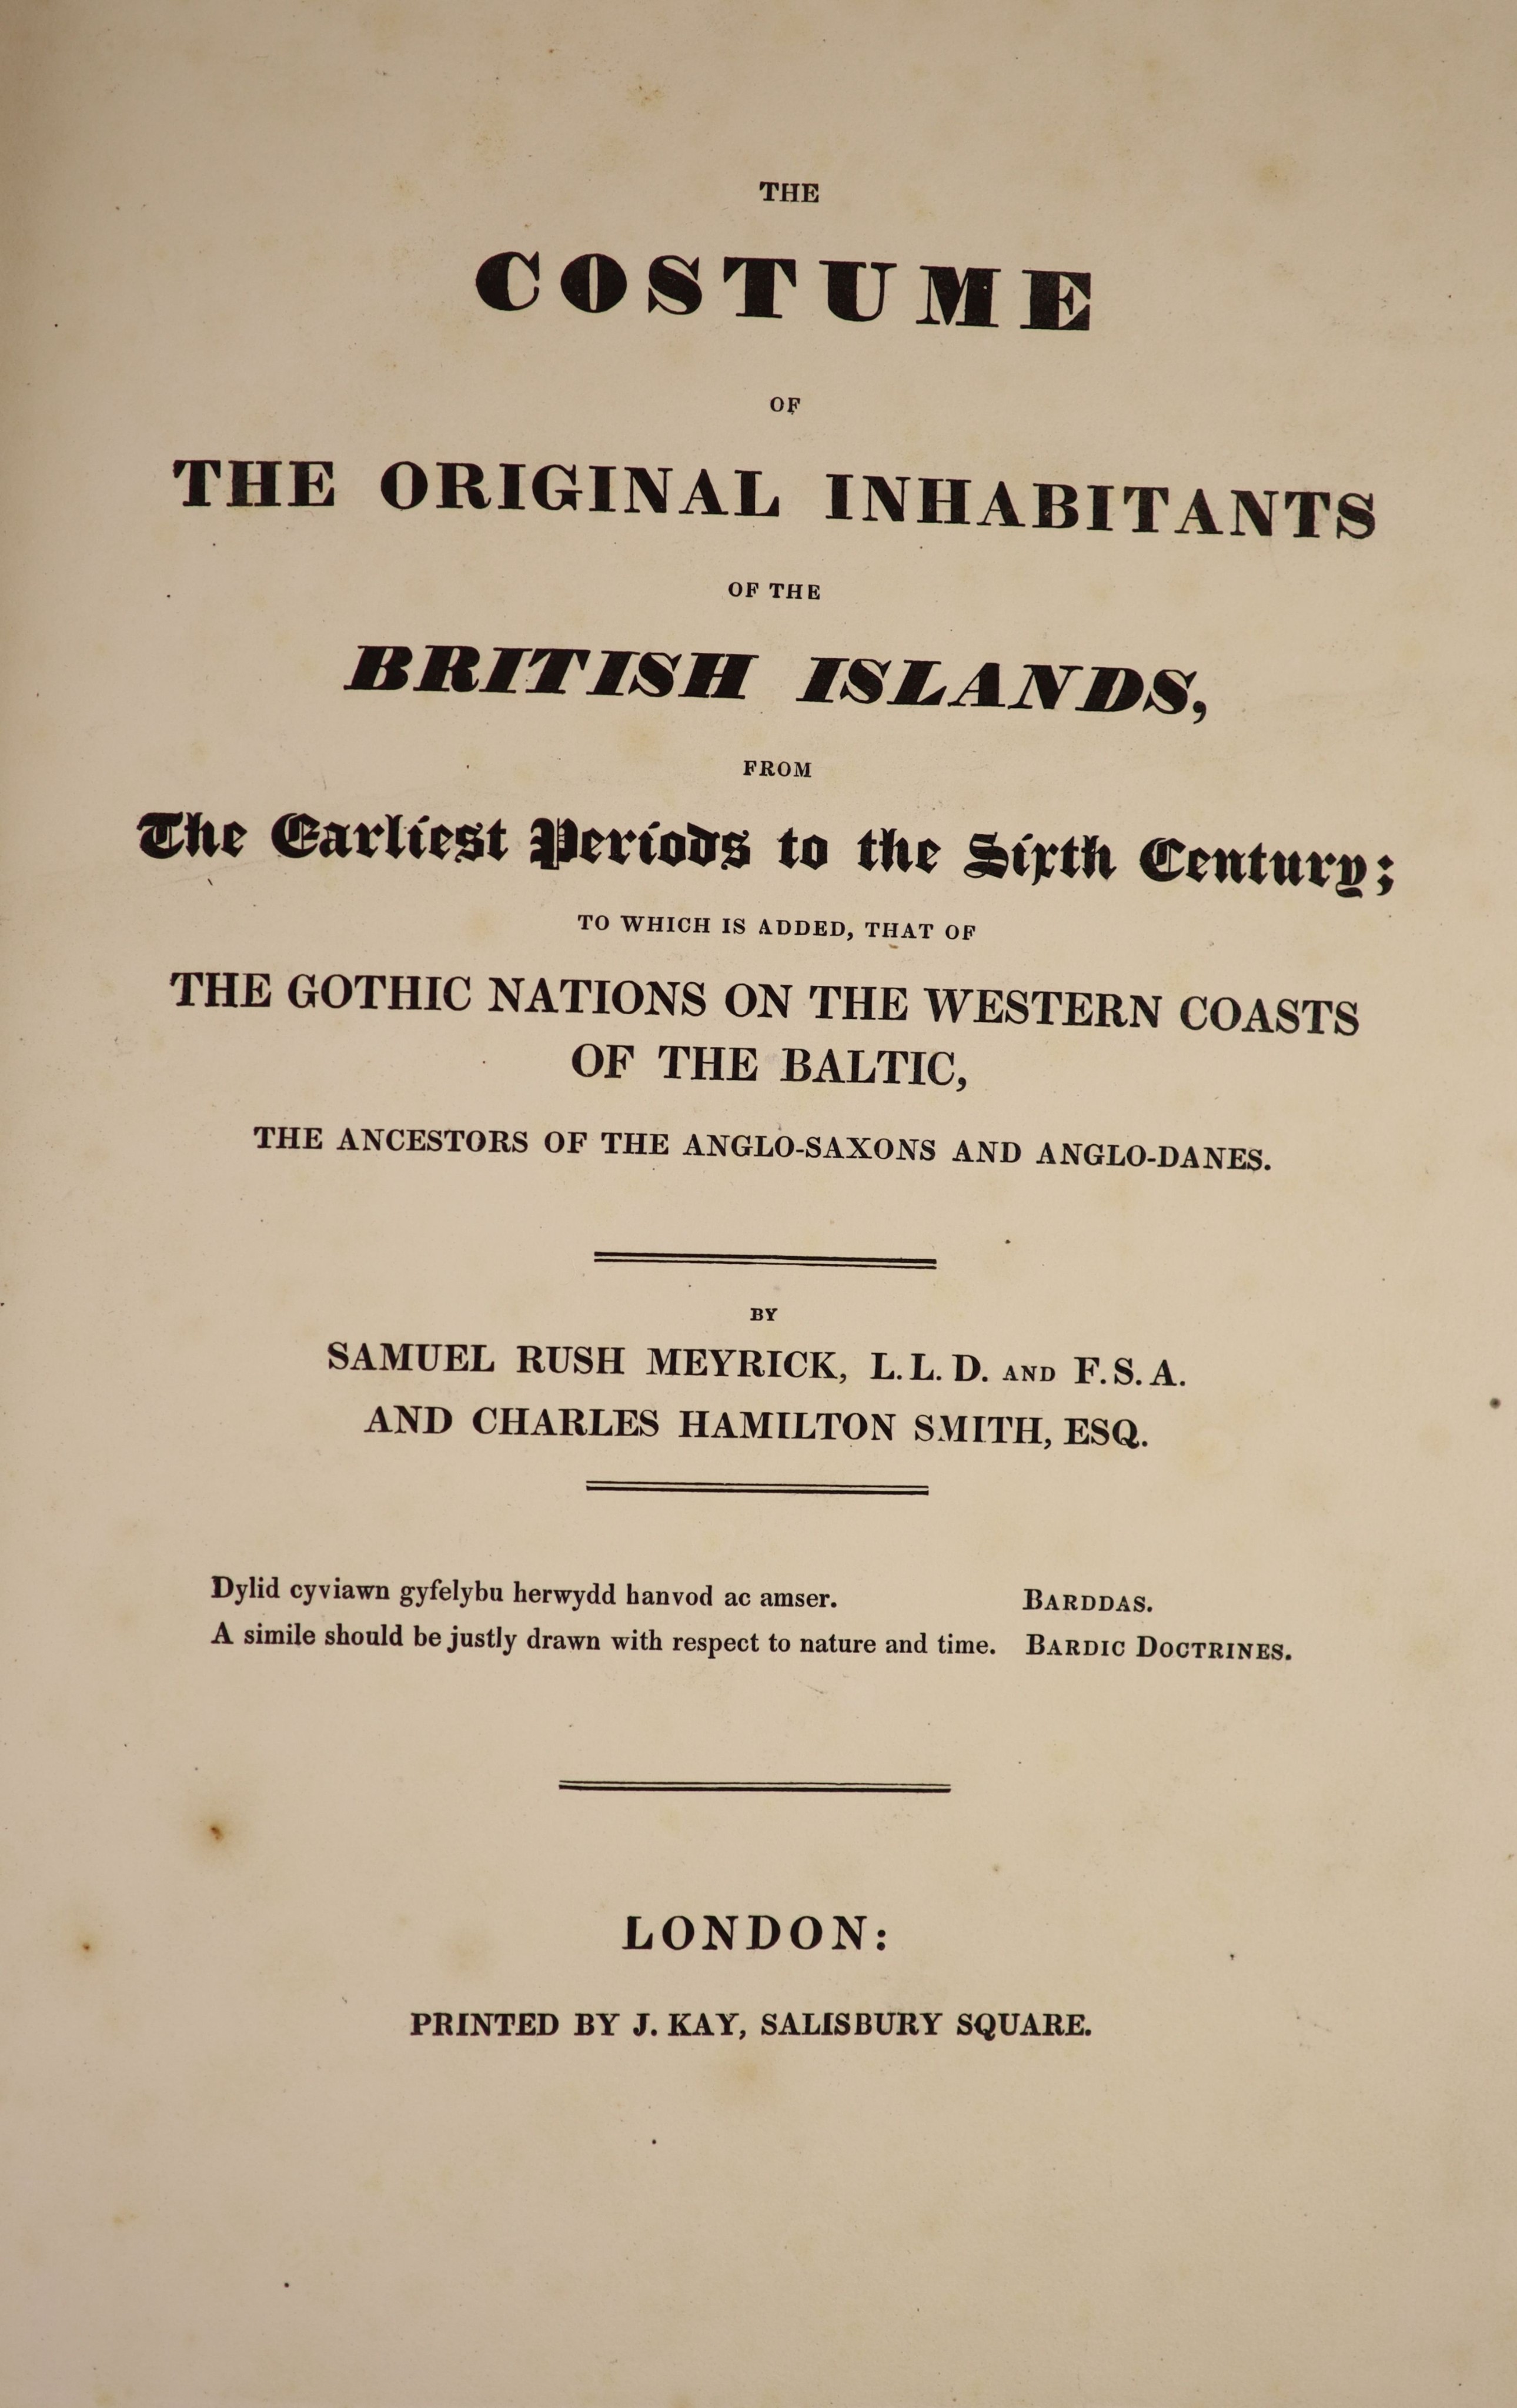 THE
COSTUME
OF
THE ORIGINAL INHABITANTS
OF THE
BRITISH ISLANDS,
FROM
The Earliest Periods to the Sixth Century;
TO WHICH IS ADDED, THAT OF
THE GOTHIC NATIONS ON THE WESTERN COASTS
OF THE BALTIC,
THE ANCESTORS OF THE ANGLO-SAXONS AND ANGLO-DANES.
BY
SAMUEL RUSH MEYRICK, L.L.D. AND F.S.A.
AND CHARLES HAMILTON SMITH, ESQ.
Dylid cyviawn gyfelybu herwydd hanvod ac amser. BARDDAS.
A simile should be justly drawn with respect to nature and time. BARDIC DOCTRINES.
LONDON:
PRINTED BY J. KAY, SALISBURY SQUARE.